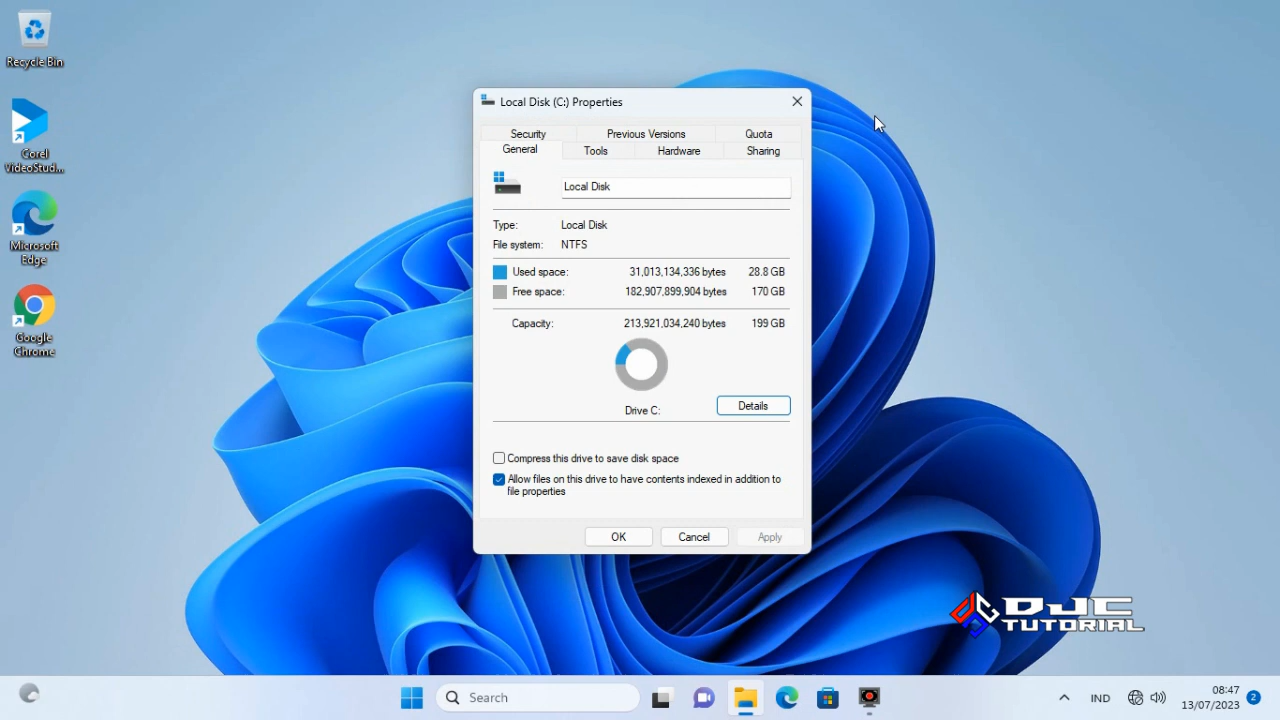 Recycle Bin
Corel
VideoStud...
Microsoft
Edge
Google
Chrome
Local Disk (C:) Properties
Security
Previous Versions
Quota
General
Tools
Hardware
Sharing
Local Disk
Type: Local Disk
File system: NTFS
Used space: 31,013,134,336 bytes 28.8 GB
Free space: 182,907,899,904 bytes 170 GB
Capacity: 213,921,034,240 bytes 199 GB
Drive C:
Details
Compress this drive to save disk space
Allow files on this drive to have contents indexed in addition to
file properties
OK
Cancel
Apply
DJC
TUTORIAL
Search
IND
08:47
13/07/2023
2